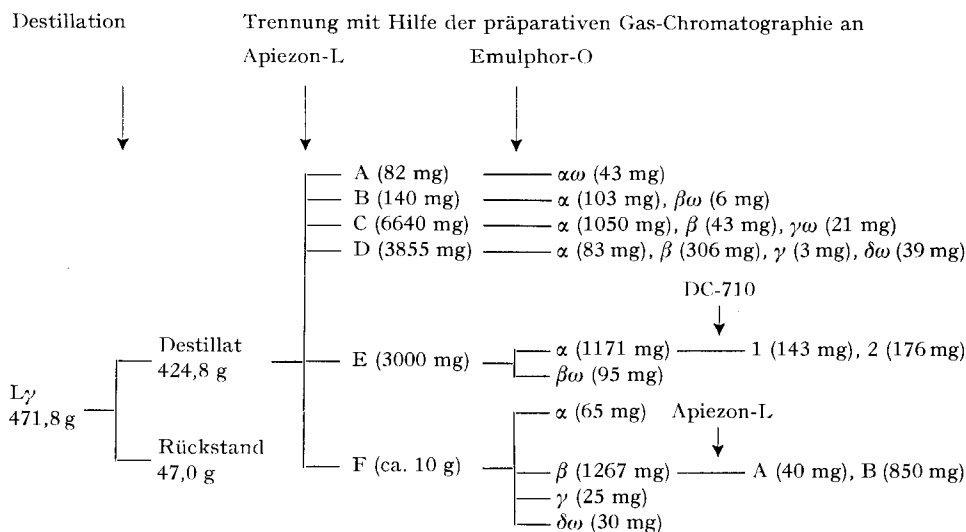 Destillation Trennung mit Hilfe der präparativen Gas-Chromatographie an
Apiezon-L Emulphor-O
A (82 mg) αω (43 mg)
B (140 mg) α (103 mg), βω (6 mg)
C (6640 mg) α (1050 mg), β (43 mg), γω (21 mg)
D (3855 mg) α (83 mg), β (306 mg), γ (3 mg), δω (39 mg)
DC-710
Destillat
424,8 g
E (3000 mg) α (1171 mg) 1 (143 mg), 2 (176 mg)
βω (95 mg)
Lγ
471,8 g
α (65 mg) Apiezon-L
Rückstand
47,0 g
F (ca. 10 g) β (1267 mg) A (40 mg), B (850 mg)
γ (25 mg)
δω (30 mg)